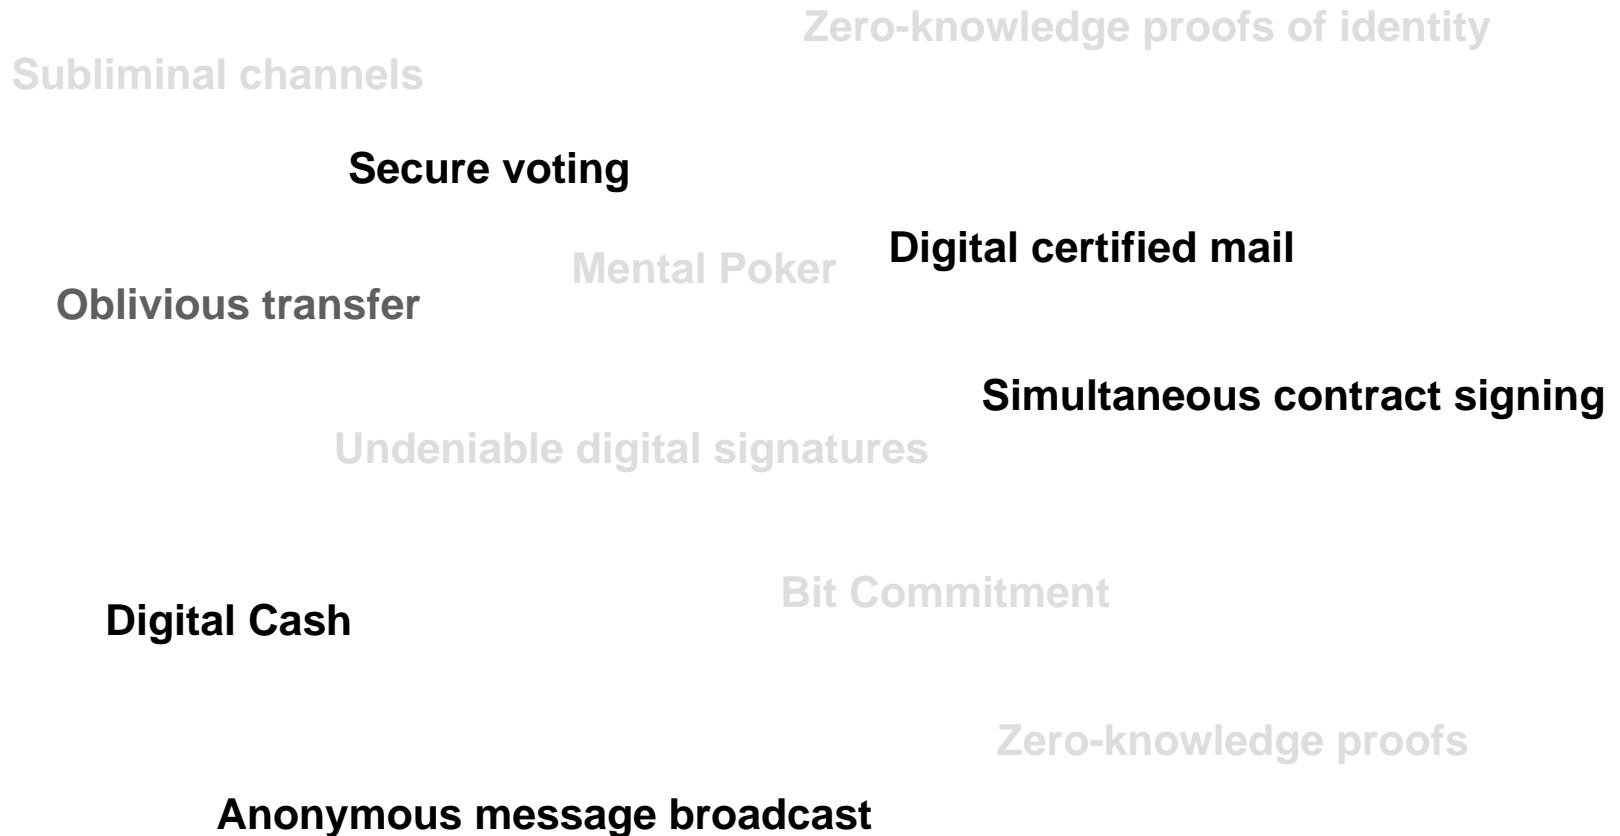 Zero-knowledge proofs of identity
Subliminal channels
Secure voting
Digital certified mail
Mental Poker
Oblivious transfer
Simultaneous contract signing
Undeniable digital signatures
Bit Commitment
Digital Cash
Zero-knowledge proofs
Anonymous message broadcast